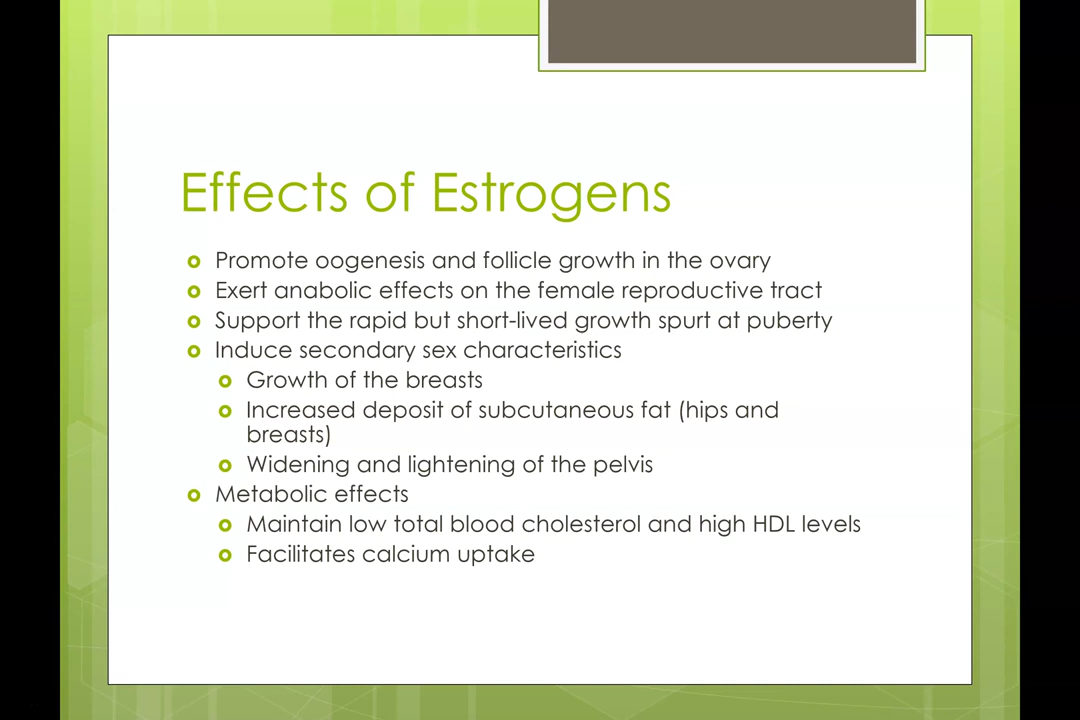 Effects of Estrogens
Promote oogenesis and follicle growth in the ovary
Exert anabolic effects on the female reproductive tract
Support the rapid but short-lived growth spurt at puberty
Induce secondary sex characteristics
Growth of the breasts
Increased deposit of subcutaneous fat (hips and
breasts)
Widening and lightening of the pelvis
Metabolic effects
Maintain low total blood cholesterol and high HDL levels
Facilitates calcium uptake